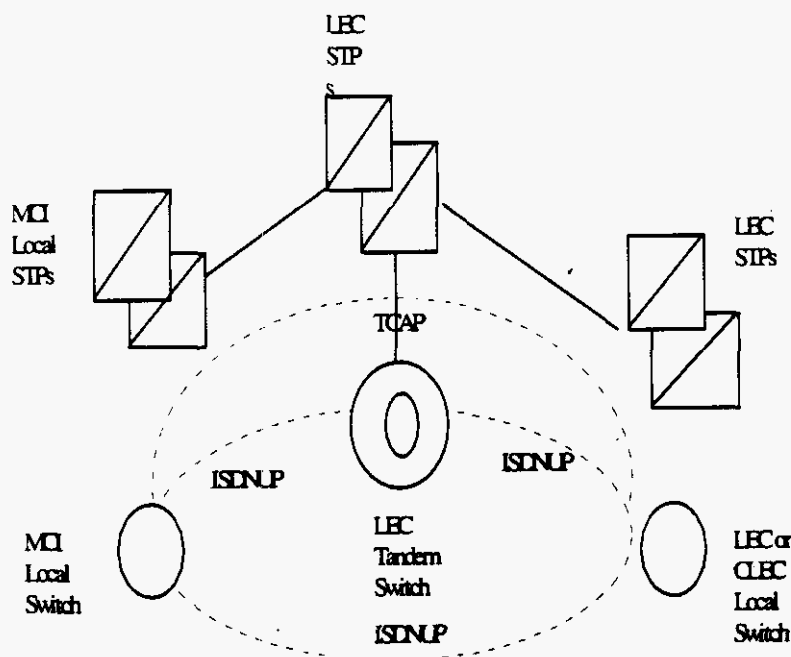 LEC
STP
s
MCI
Local
STPs
LEC
STPs
TCAP
ISDNUP
ISDNUP
MCI
Local
Switch
LEC
Tandem
Switch
LEC or
CLEC
Local
Switch
ISDNUP